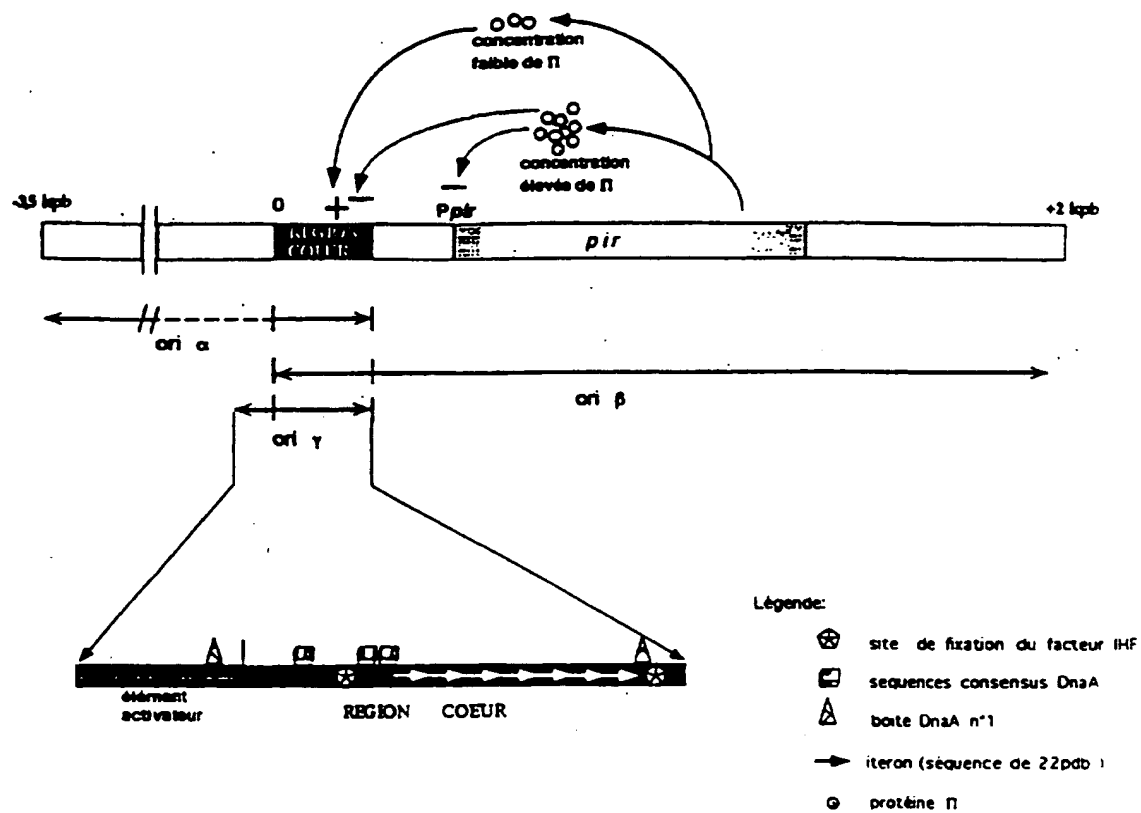 concentration
faible de Π
concentration
élevée de Π
-3,5 kpb
0
+
–
–
Ppir
+2 kpb
REGION
COEUR
pir
ori α
ori β
ori γ
élément
activateur
REGION COEUR
Légende:
site de fixation du facteur IHF
sequences consensus DnaA
boite DnaA n°1
iteron (séquence de 22pdb )
protéine Π